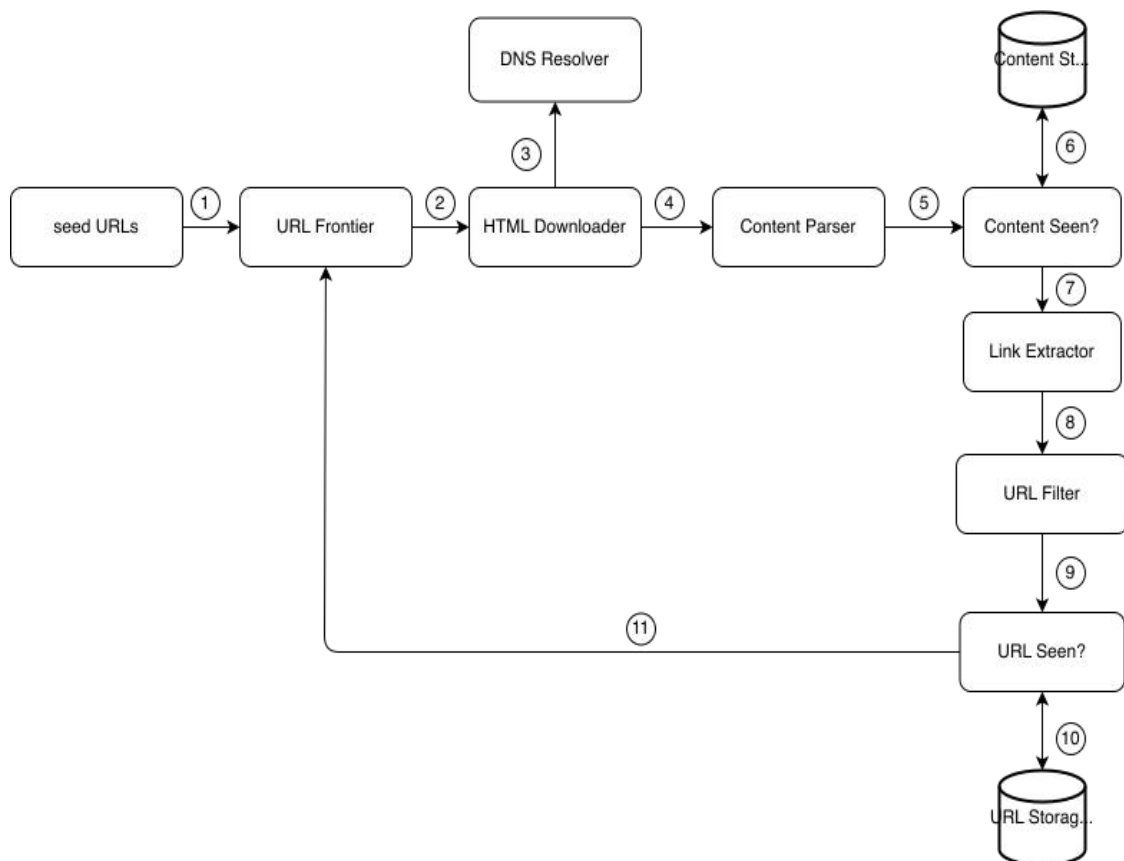 DNS Resolver
Content St...
3
6
1
2
4
5
seed URLs
URL Frontier
HTML Downloader
Content Parser
Content Seen?
7
Link Extractor
8
URL Filter
9
11
URL Seen?
10
URL Storag...